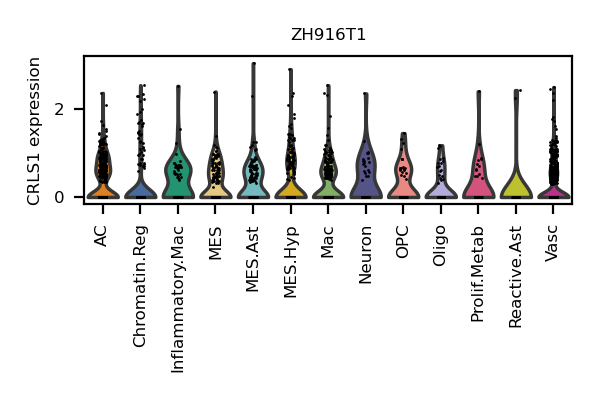 ZH916T1
CRLS1 expression
2
0
AC
Chromatin.Reg
Inflammatory.Mac
MES
MES.Ast
MES.Hyp
Mac
Neuron
OPC
Oligo
Prolif.Metab
Reactive.Ast
Vasc